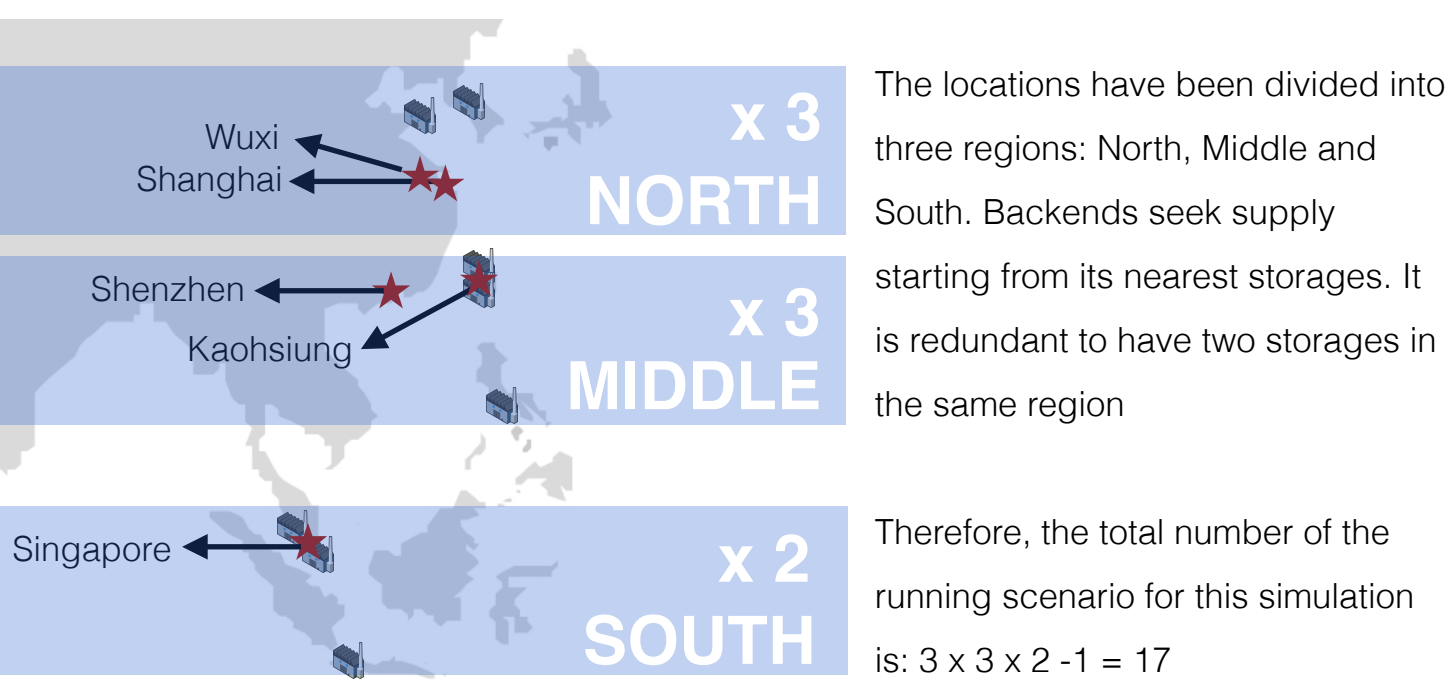 Wuxi
Shanghai
x 3
NORTH
Shenzhen
Kaohsiung
x 3
MIDDLE
Singapore
x 2
SOUTH
The locations have been divided into
three regions: North, Middle and
South. Backends seek supply
starting from its nearest storages. It
is redundant to have two storages in
the same region
Therefore, the total number of the
running scenario for this simulation
is: 3 x 3 x 2 -1 = 17